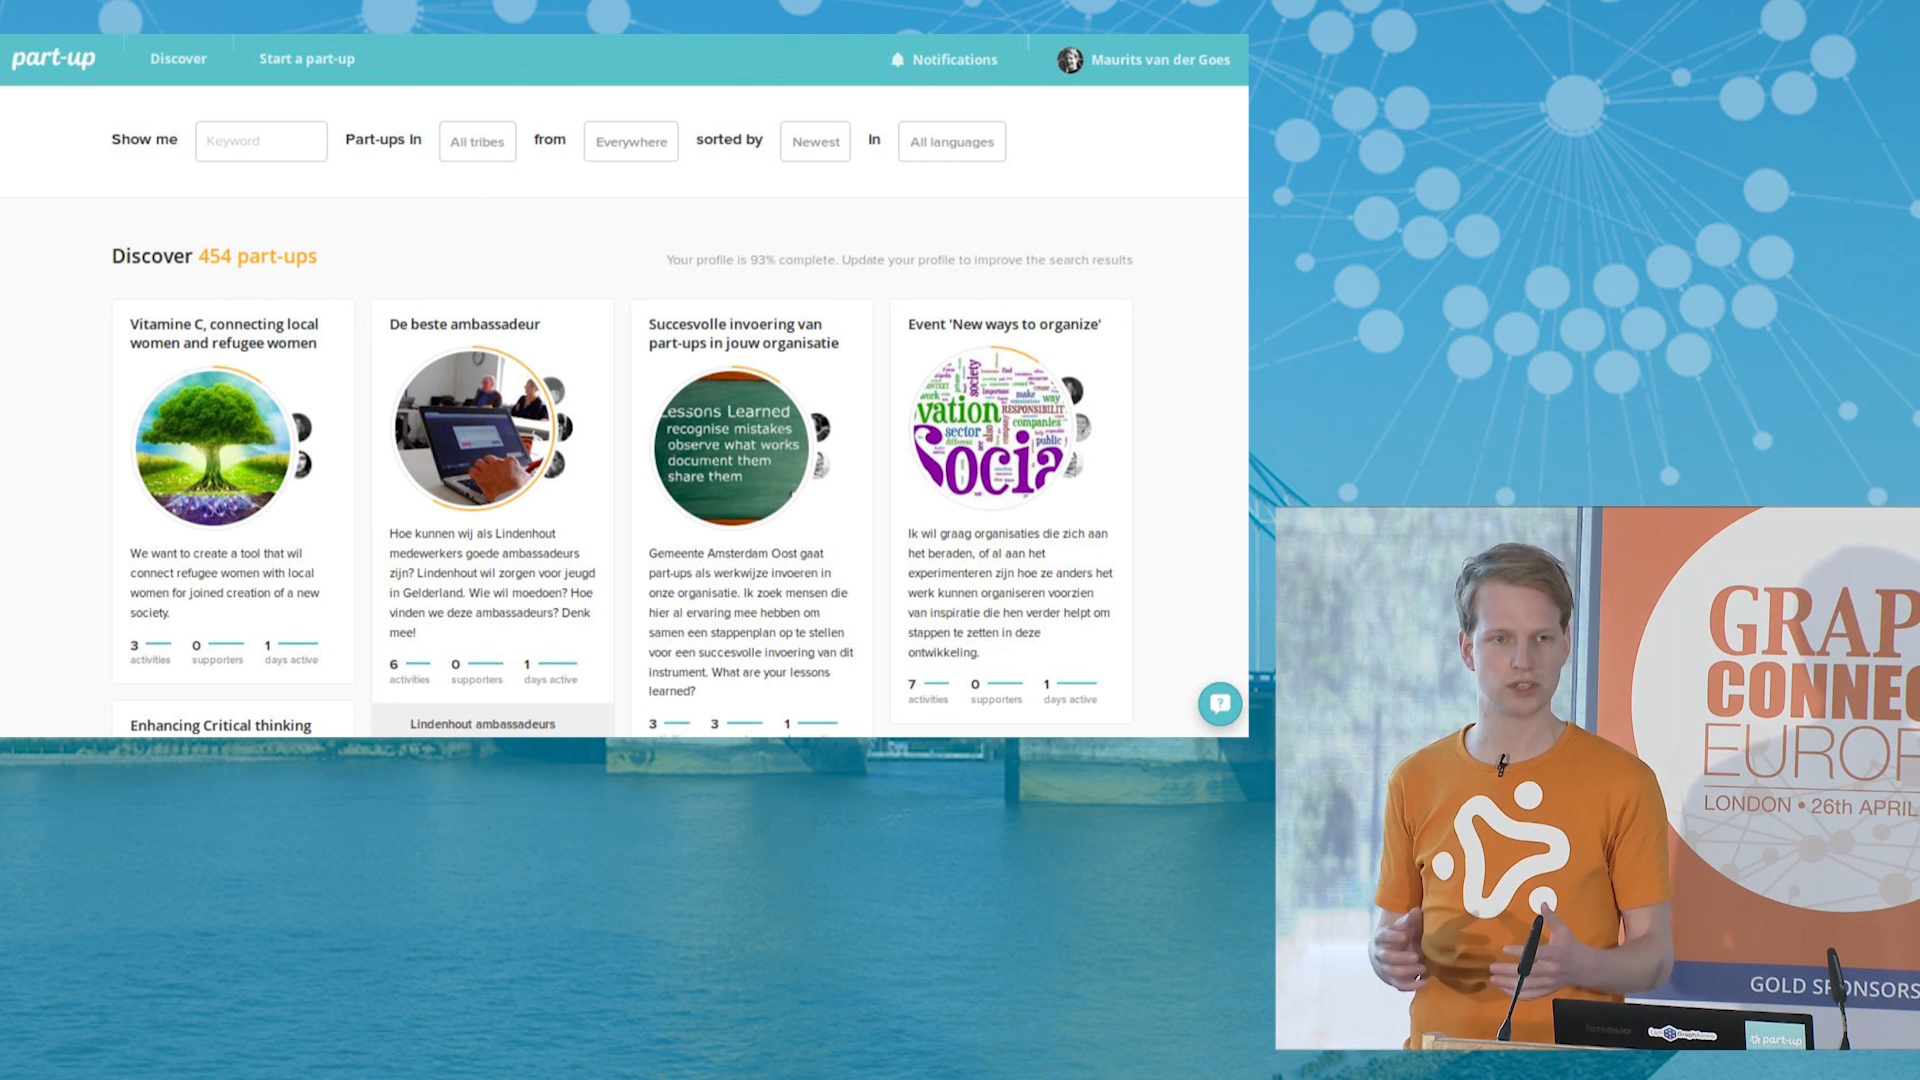 part-up
Discover
Start a part-up
Notifications
Maurits van der Goes
Show me
Keyword
Part-ups in
All tribes
from
Everywhere
sorted by
Newest
in
All languages
Discover 454 part-ups
Your profile is 93% complete. Update your profile to improve the search results
Vitamine C, connecting local
women and refugee women
We want to create a tool that wil
connect refugee women with local
women for joined creation of a new
society.
3
activities
0
supporters
1
days active
Enhancing Critical thinking
De beste ambassadeur
Hoe kunnen wij als Lindenhout
medewerkers goede ambassadeurs
zijn? Lindenhout wil zorgen voor jeugd
in Gelderland. Wie wil moedoen? Hoe
vinden we deze ambassadeurs? Denk
mee!
6
activities
0
supporters
1
days active
Lindenhout ambassadeurs
Succesvolle invoering van
part-ups in jouw organisatie
Lessons Learned
recognise mistakes
observe what works
document them
share them
Gemeente Amsterdam Oost gaat
part-ups als werkwijze invoeren in
onze organisatie. Ik zoek mensen die
hier al ervaring mee hebben om
samen een stappenplan op te stellen
voor een succesvolle invoering van dit
instrument. What are your lessons
learned?
3
3
1
Event 'New ways to organize'
society
work
make
way
vation
RESPONSIBILIT
sector
also
companies
public
socia
Ik wil graag organisaties die zich aan
het beraden, of al aan het
experimenteren zijn hoe ze anders het
werk kunnen organiseren voorzien
van inspiratie die hen verder helpt om
stappen te zetten in deze
ontwikkeling.
7
activities
0
supporters
1
days active
?
GRAP
CONNEC
EUROP
LONDON • 26th APRIL
GOLD SPONSORS
lenovo
part-up